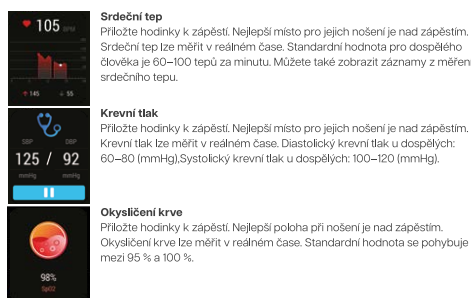 105 BPM
↑ 145 ↓ 55
Srdeční tep
Přiložte hodinky k zápěstí. Nejlepší místo pro jejich nošení je nad zápěstím.
Srdeční tep lze měřit v reálném čase. Standardní hodnota pro dospělého
člověka je 60–100 tepů za minutu. Můžete také zobrazit záznamy z měřen
srdečního tepu.
SBP DBP
125 / 92
mmHg mmHg
Krevní tlak
Přiložte hodinky k zápěstí. Nejlepší místo pro jejich nošení je nad zápěstím.
Krevní tlak lze měřit v reálném čase. Diastolický krevní tlak u dospělých:
60–80 (mmHg),Systolický krevní tlak u dospělých: 100–120 (mmHg).
98%
SpO2
Okysličení krve
Přiložte hodinky k zápěstí. Nejlepší poloha při nošení je nad zápěstím.
Okysličení krve lze měřit v reálném čase. Standardní hodnota se pohybuje
mezi 95 % a 100 %.